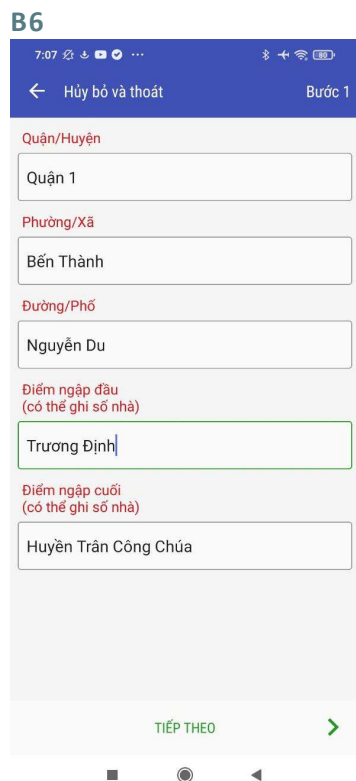 B6
7:07 ... 80
Hủy bỏ và thoát Bước 1
Quận/Huyện
Quận 1
Phường/Xã
Bến Thành
Đường/Phố
Nguyễn Du
Điểm ngập đầu
(có thể ghi số nhà)
Trương Định
Điểm ngập cuối
(có thể ghi số nhà)
Huyền Trân Công Chúa
TIẾP THEO